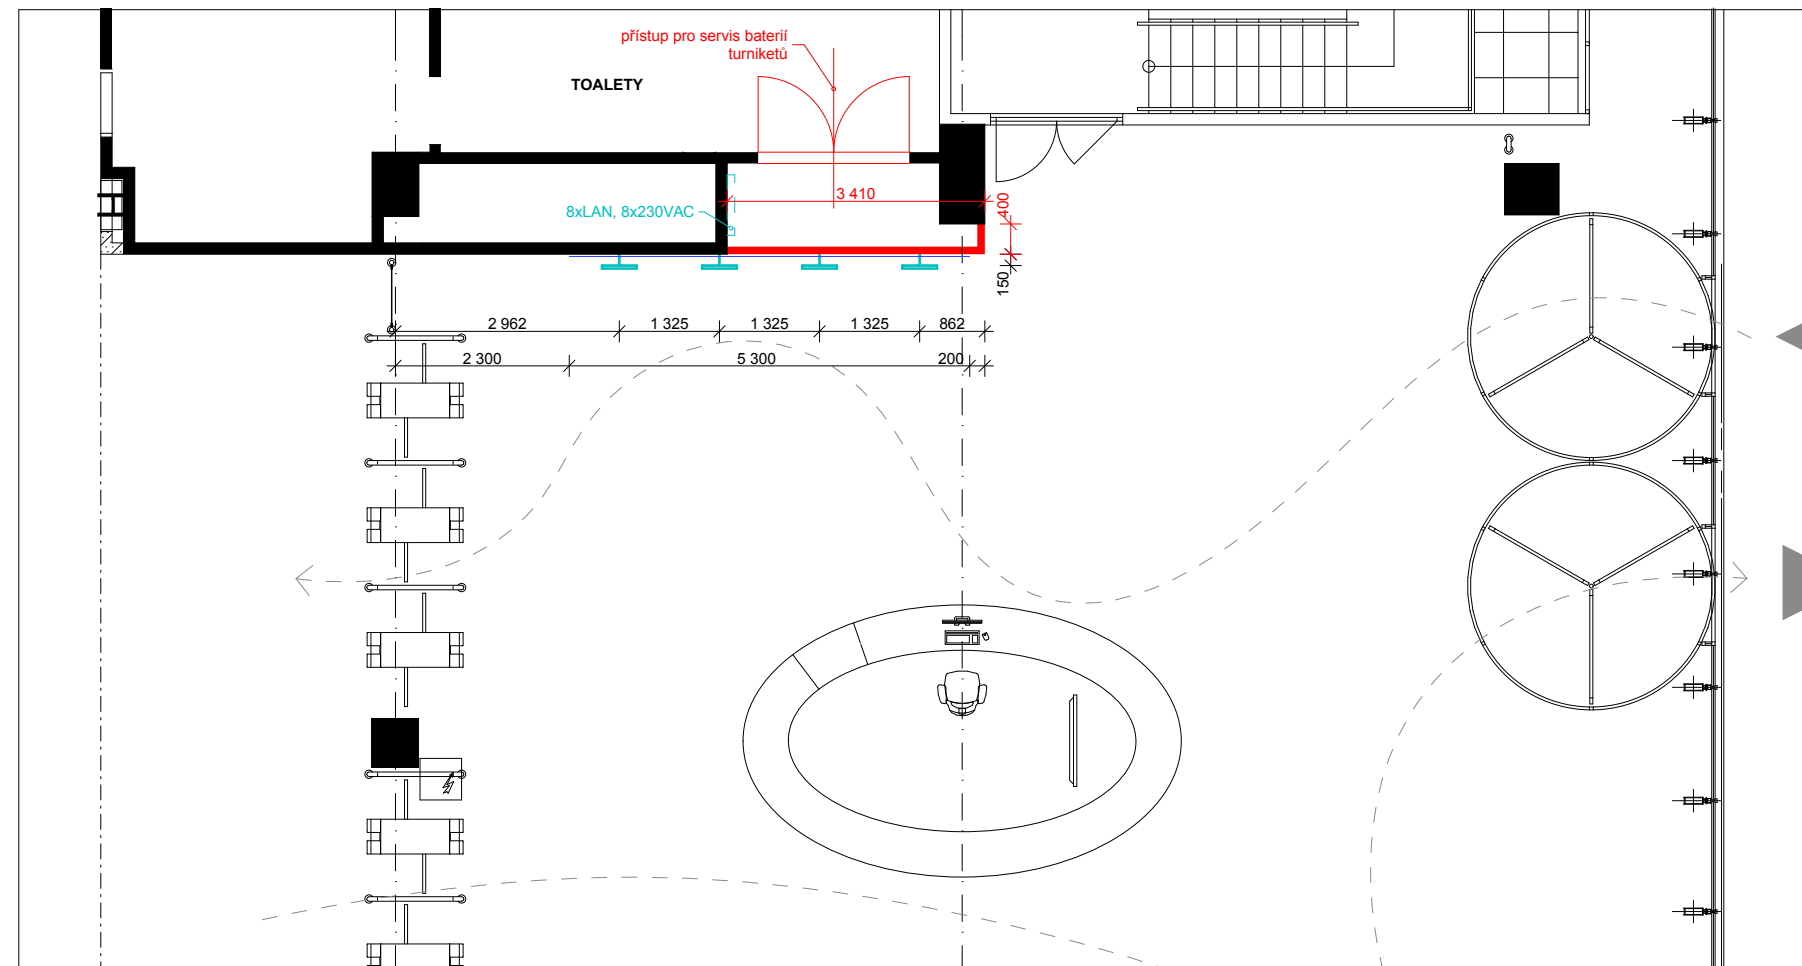 přístup pro servis baterií
turniketů
TOALETY
3 410
8xLAN, 8x230VAC
400
150
2 962
1 325
1 325
1 325
862
2 300
5 300
200